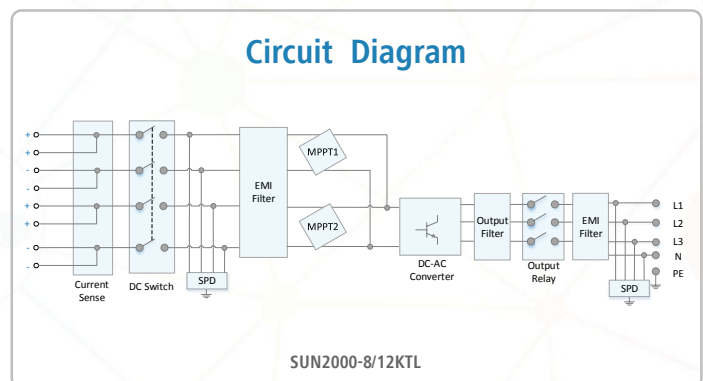 Circuit Diagram
+
+
-
-
+
+
-
-
Current
Sense
DC Switch
SPD
EMI
Filter
MPPT1
MPPT2
DC-AC
Converter
Output
Filter
Output
Relay
EMI
Filter
SPD
L1
L2
L3
N
PE
SUN2000-8/12KTL